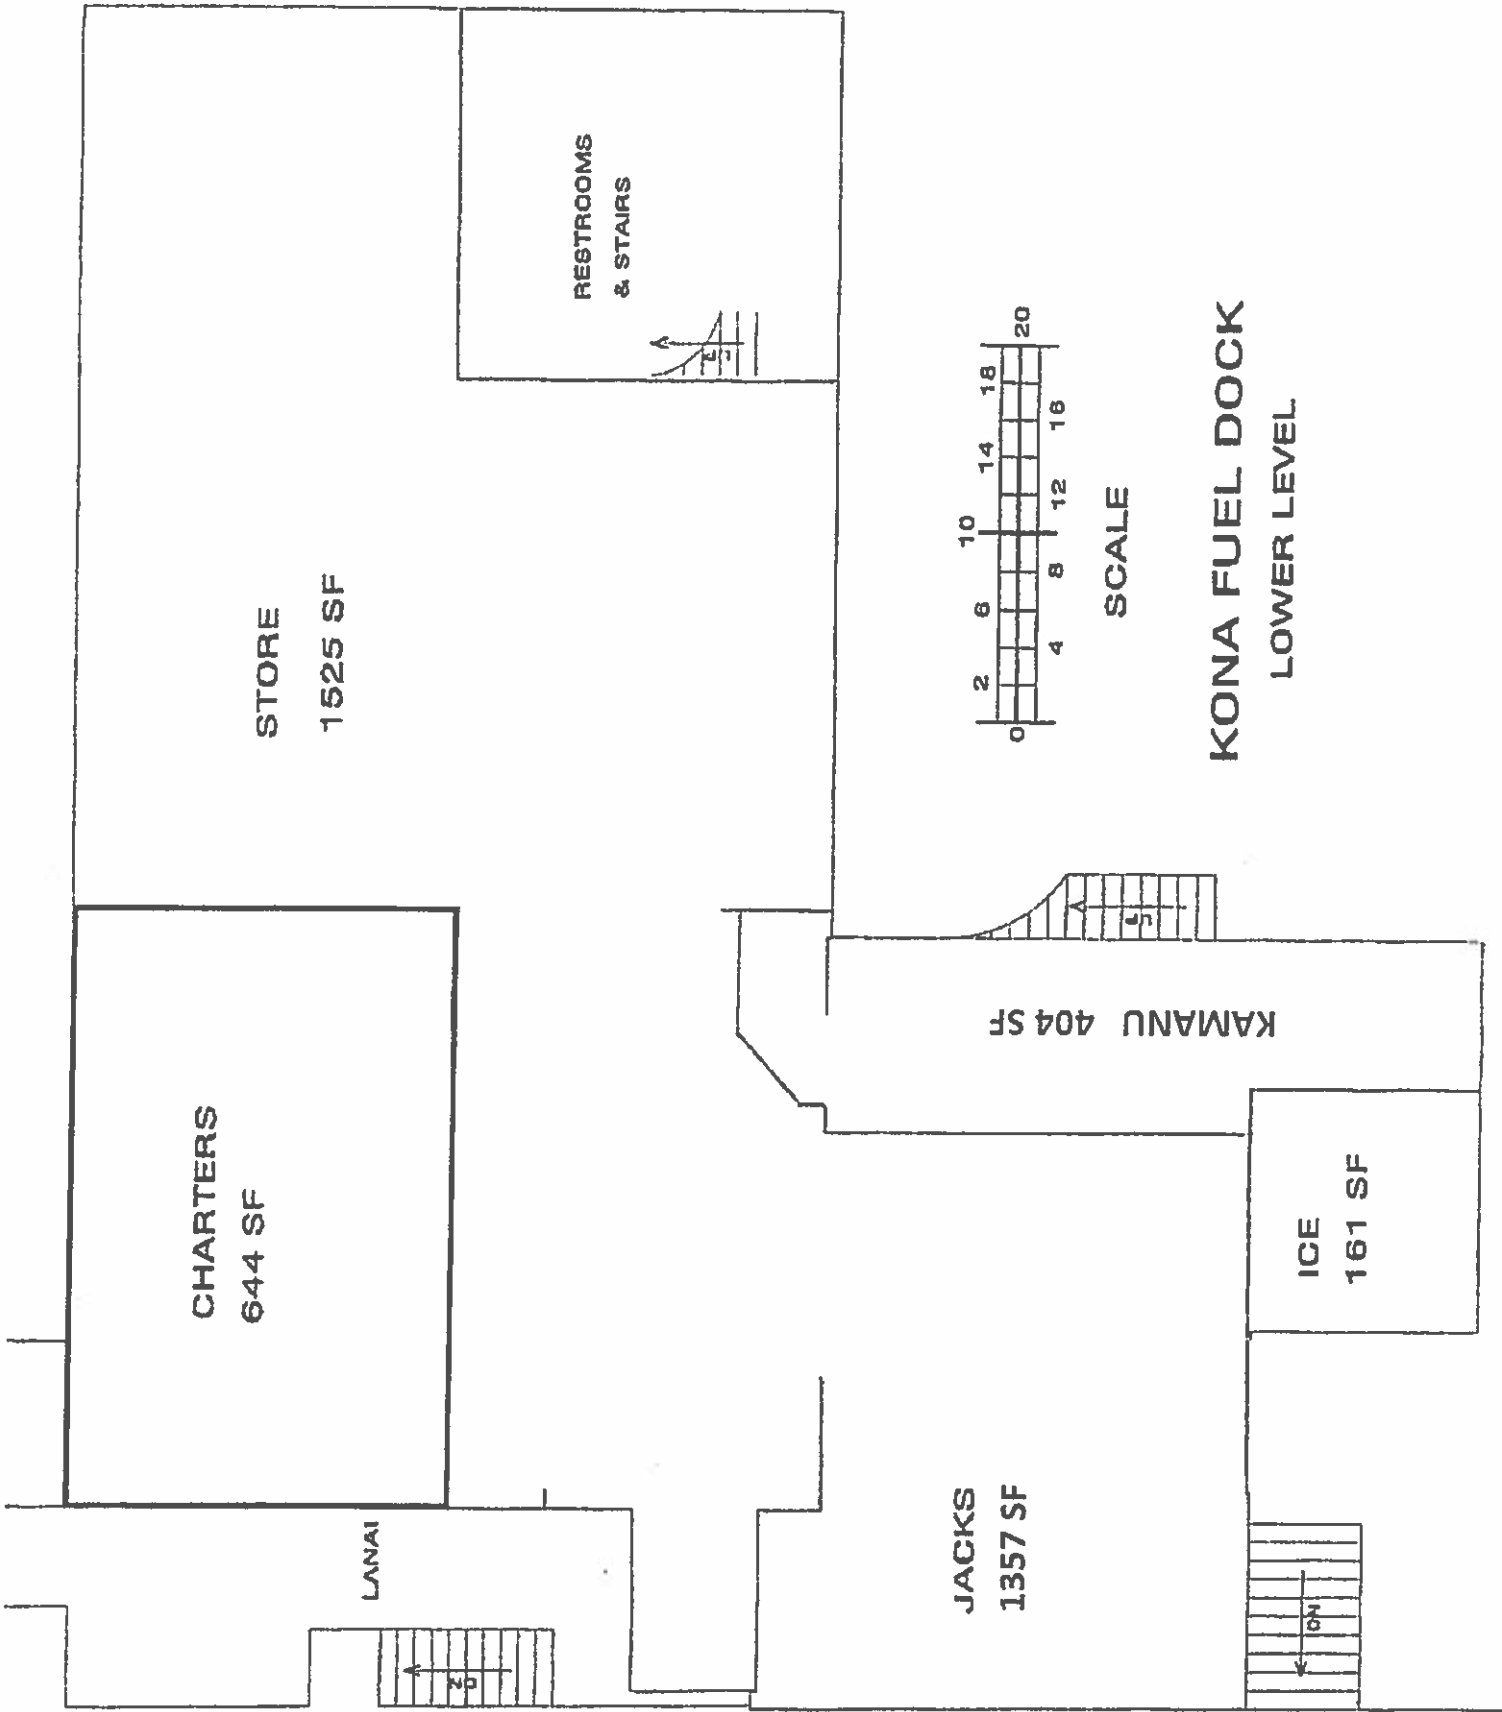 RESTROOMS
& STAIRS
UP
STORE
1525 SF
CHARTERS
644 SF
LANAI
DN
KAMANU 404 SF
UP
ICE
161 SF
JACKS
1357 SF
DN
0 2 4 6 8 10 12 14 16 18 20
SCALE
KONA FUEL DOCK
LOWER LEVEL